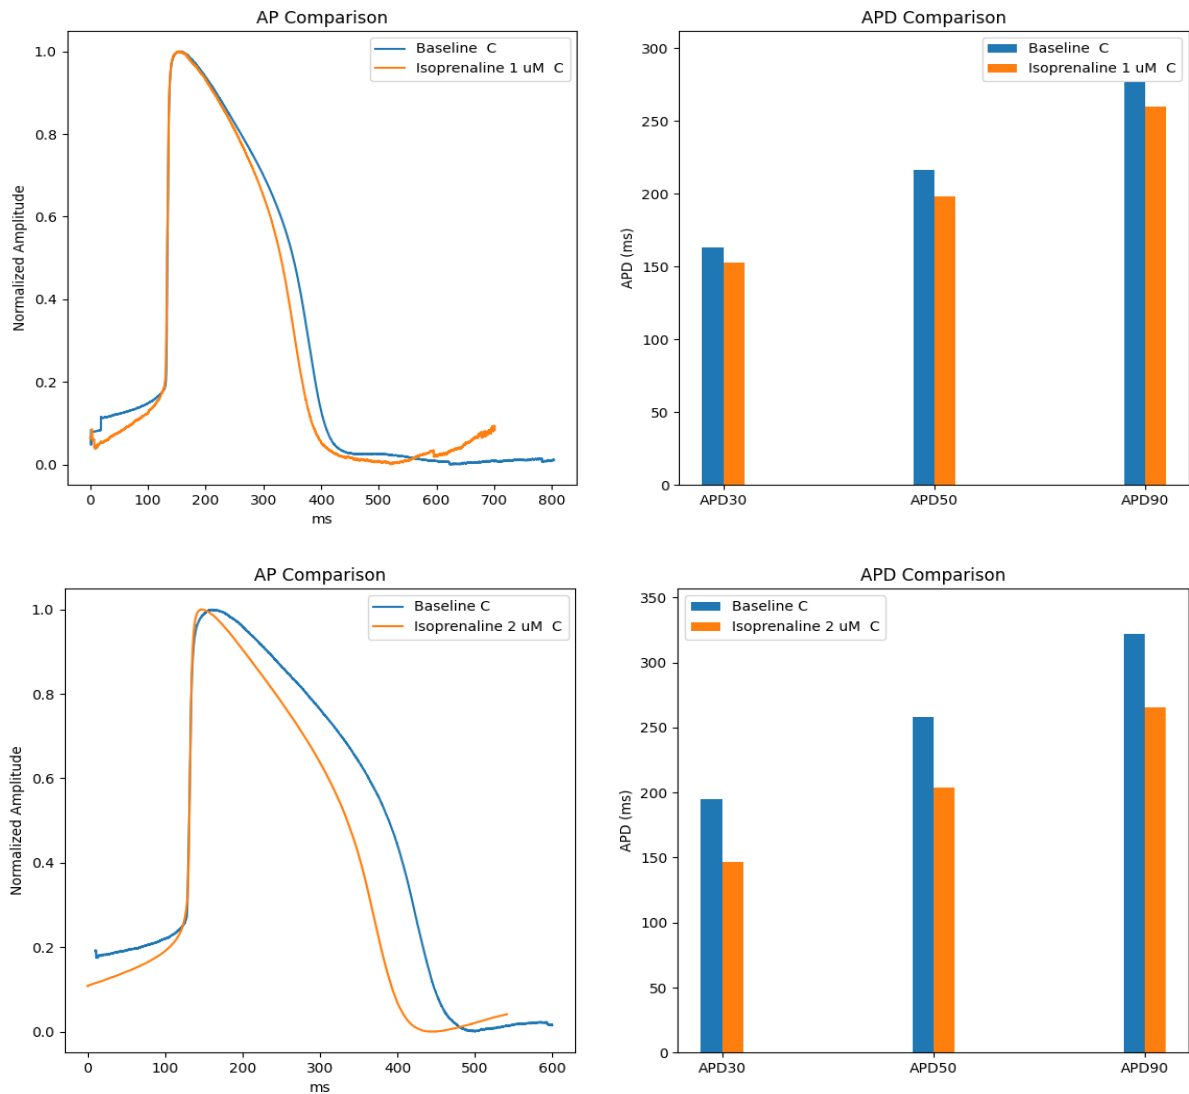 AP Comparison
Baseline  C
Isoprenaline 1 uM  C
Normalized Amplitude
1.0
0.8
0.6
0.4
0.2
0.0
0 100 200 300 400 500 600 700 800
ms
APD Comparison
Baseline  C
Isoprenaline 1 uM  C
APD (ms)
300
250
200
150
100
50
0
APD30 APD50 APD90
AP Comparison
Baseline C
Isoprenaline 2 uM  C
Normalized Amplitude
1.0
0.8
0.6
0.4
0.2
0.0
0 100 200 300 400 500 600
ms
APD Comparison
Baseline C
Isoprenaline 2 uM  C
APD (ms)
350
300
250
200
150
100
50
0
APD30 APD50 APD90